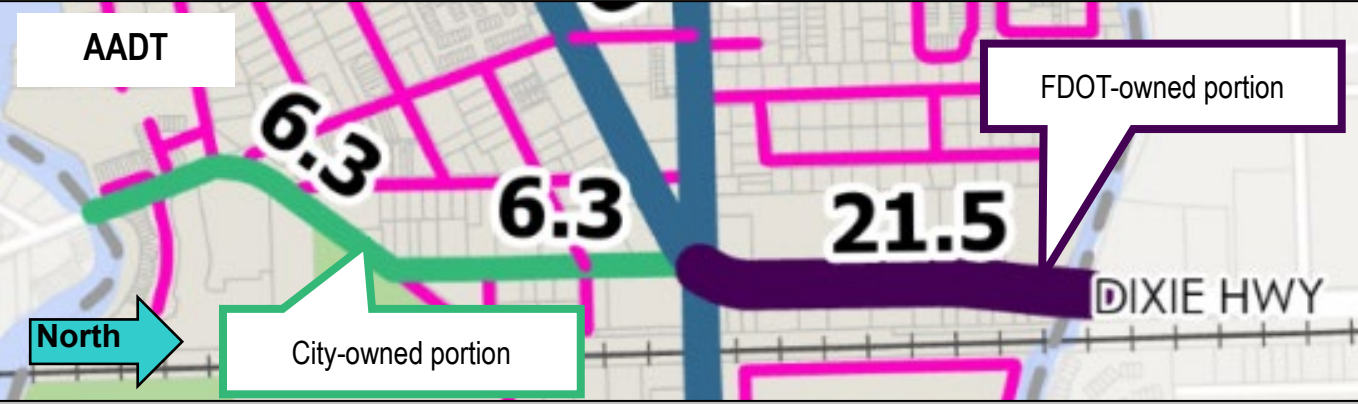 AADT
FDOT-owned portion
6.3
6.3
21.5
DIXIE HWY
North
City-owned portion